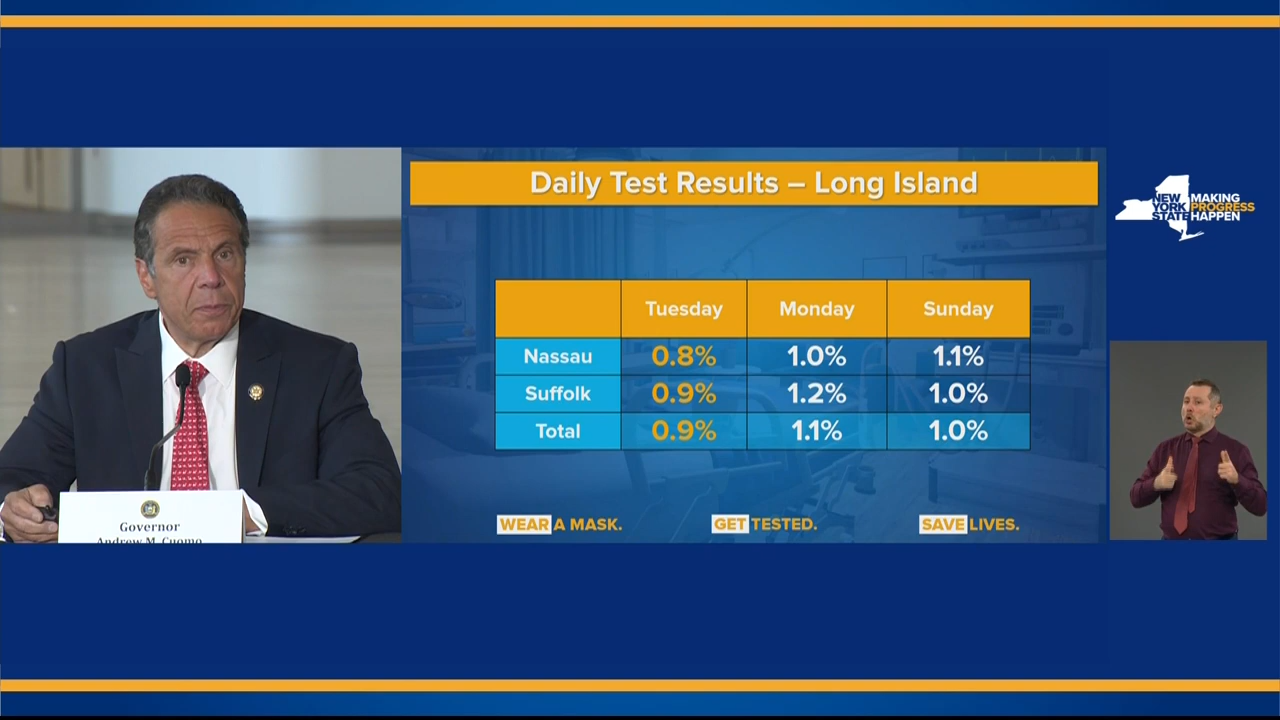 Daily Test Results – Long Island
Tuesday Monday Sunday
Nassau 0.8% 1.0% 1.1%
Suffolk 0.9% 1.2% 1.0%
Total 0.9% 1.1% 1.0%
WEAR A MASK. GET TESTED. SAVE LIVES.
NEW YORK STATE
MAKING PROGRESS HAPPEN
Governor
Andrew M. Cuomo